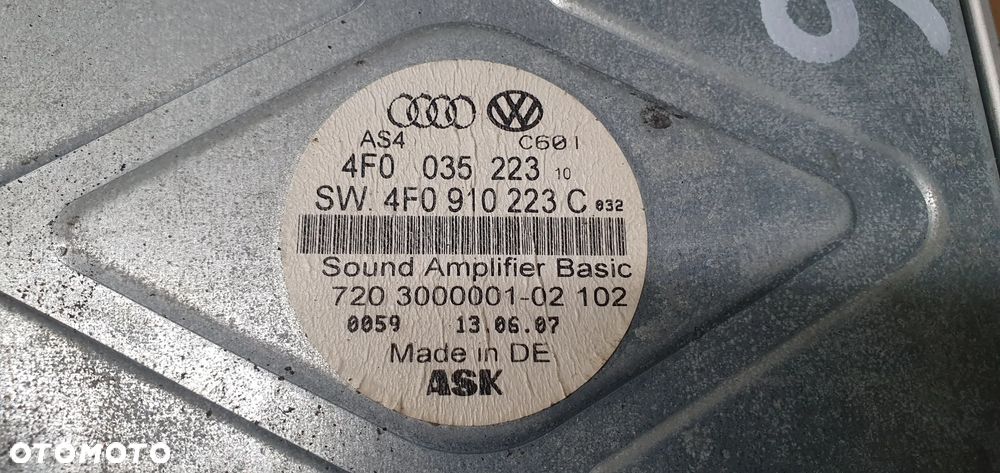 AS4 C601
4F0 035 223 10
SW. 4F0 910 223 C 032
Sound Amplifier Basic
720 3000001-02 102
0059 13.06.07
Made in DE
ASK
OTOMOTO